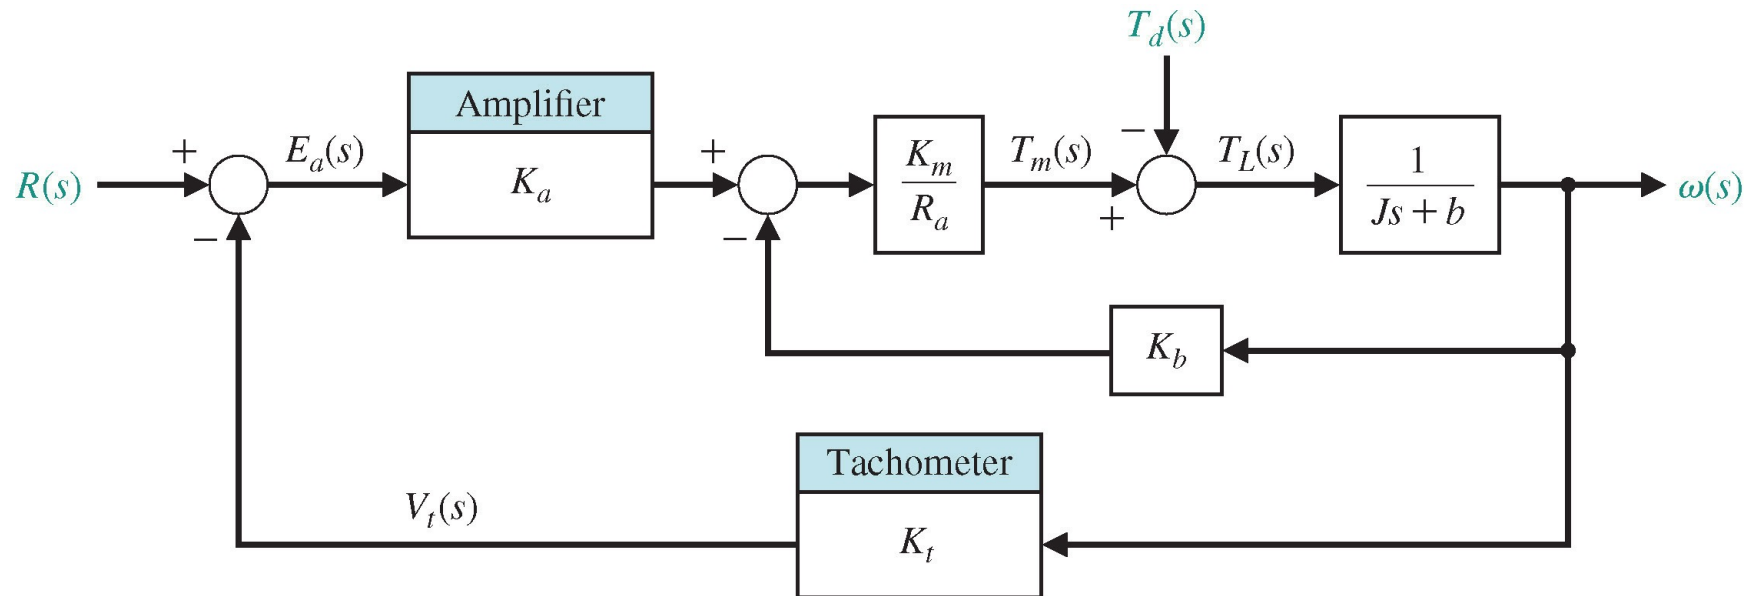 T_d(s)
Amplifier
R(s) + − E_a(s) K_a + − K_m/R_a T_m(s) + − T_L(s) 1/(Js + b) ω(s)
K_b
Tachometer
V_t(s) K_t